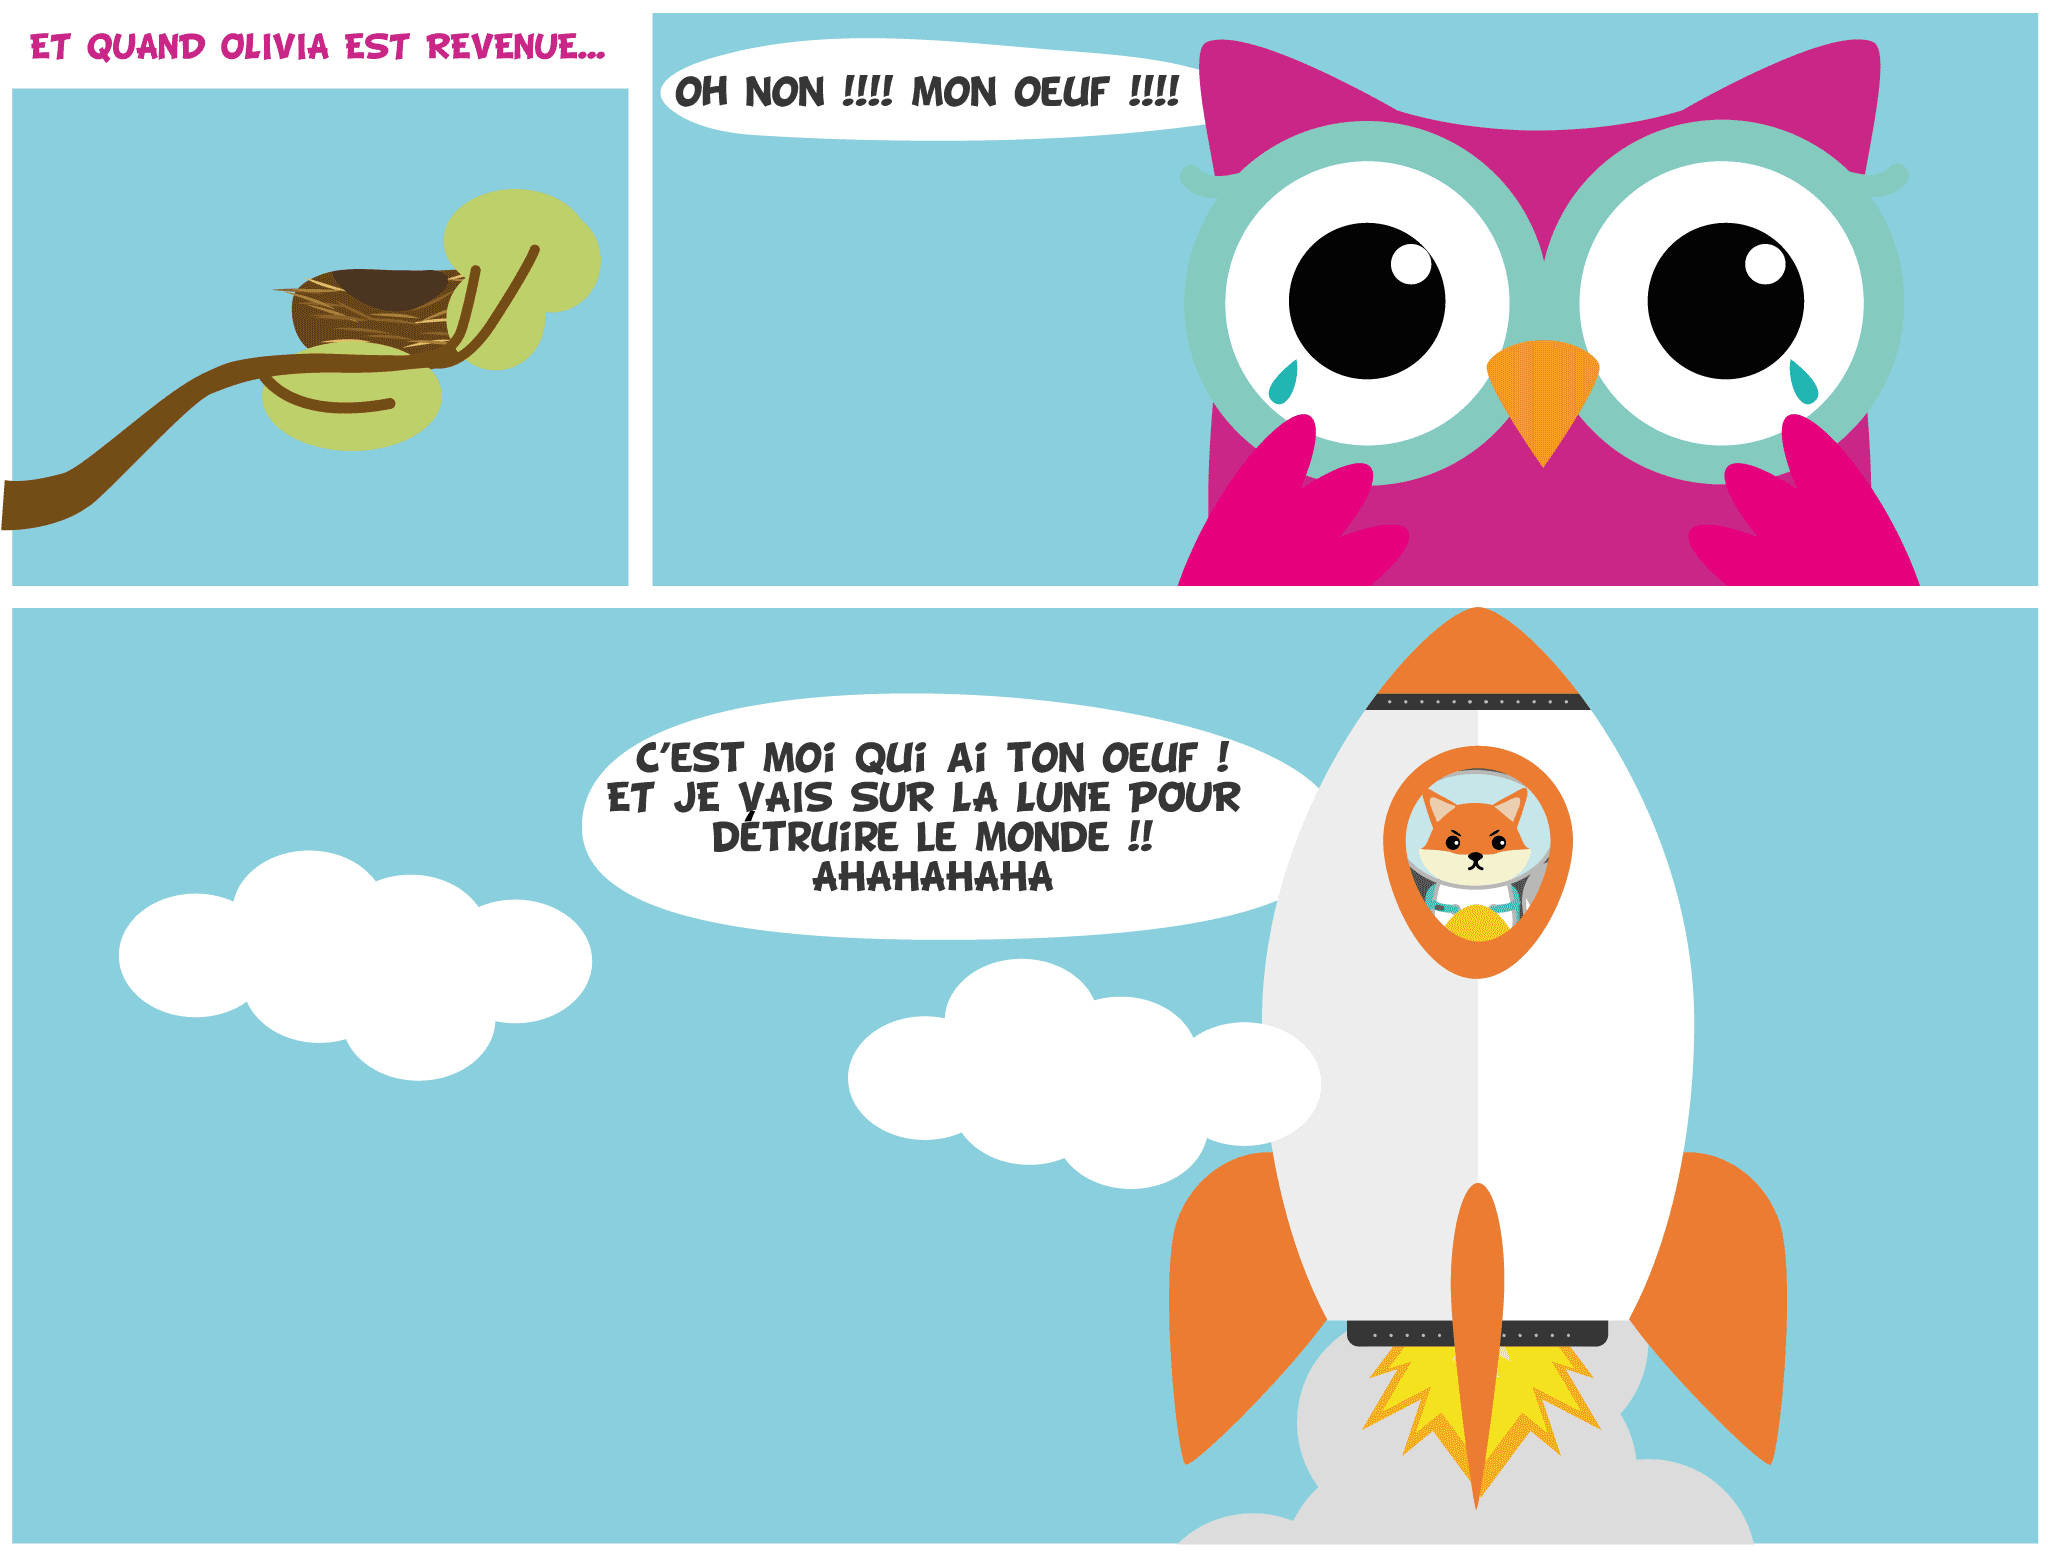 ET QUAND OLIVIA EST REVENUE...
OH NON !!!! MON OEUF !!!!
C'EST MOi QUi Ai TON OEUF !
ET JE VAIS SUR LA LUNE POUR
DÉTRUiRE LE MONDE !!
AHAHAHAHA